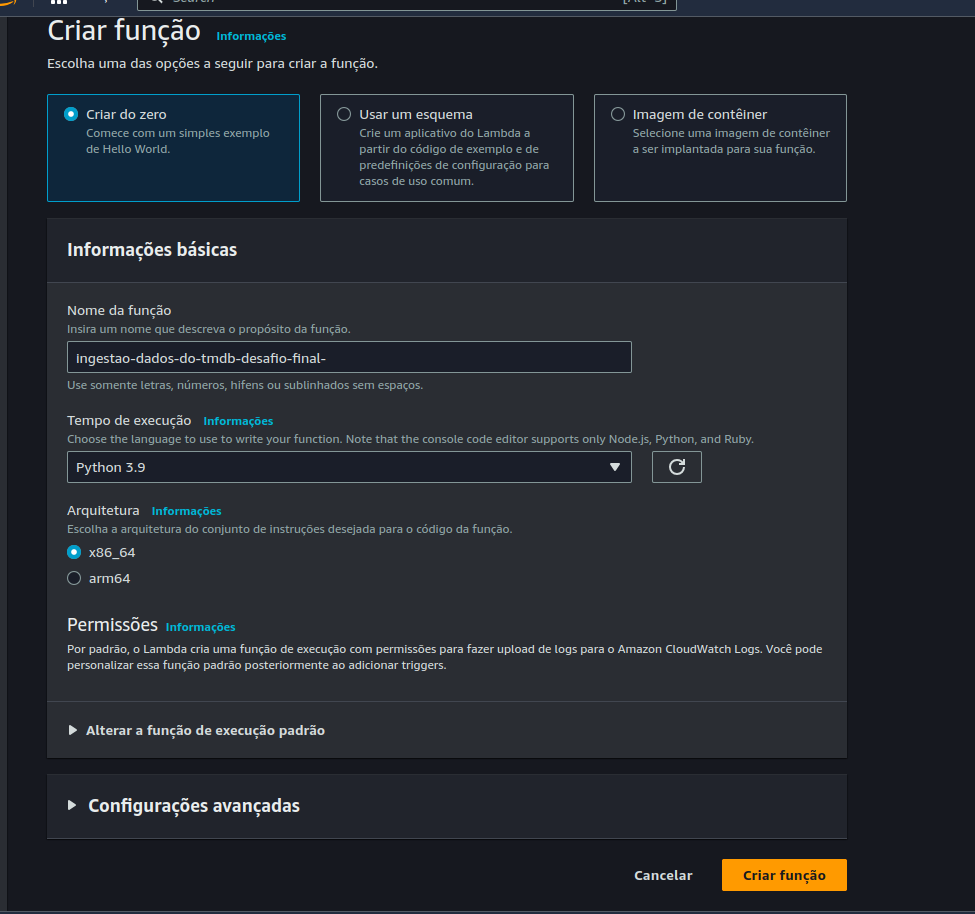 Criar função Informações
Escolha uma das opções a seguir para criar a função.
Criar do zero
Comece com um simples exemplo
de Hello World.
Usar um esquema
Crie um aplicativo do Lambda a
partir do código de exemplo e de
predefinições de configuração para
casos de uso comum.
Imagem de contêiner
Selecione uma imagem de contêiner
a ser implantada para sua função.
Informações básicas
Nome da função
Insira um nome que descreva o propósito da função.
ingestao-dados-do-tmdb-desafio-final-
Use somente letras, números, hifens ou sublinhados sem espaços.
Tempo de execução Informações
Choose the language to use to write your function. Note that the console code editor supports only Node.js, Python, and Ruby.
Python 3.9
Arquitetura Informações
Escolha a arquitetura do conjunto de instruções desejada para o código da função.
x86_64
arm64
Permissões Informações
Por padrão, o Lambda cria uma função de execução com permissões para fazer upload de logs para o Amazon CloudWatch Logs. Você pode
personalizar essa função padrão posteriormente ao adicionar triggers.
Alterar a função de execução padrão
Configurações avançadas
Cancelar
Criar função